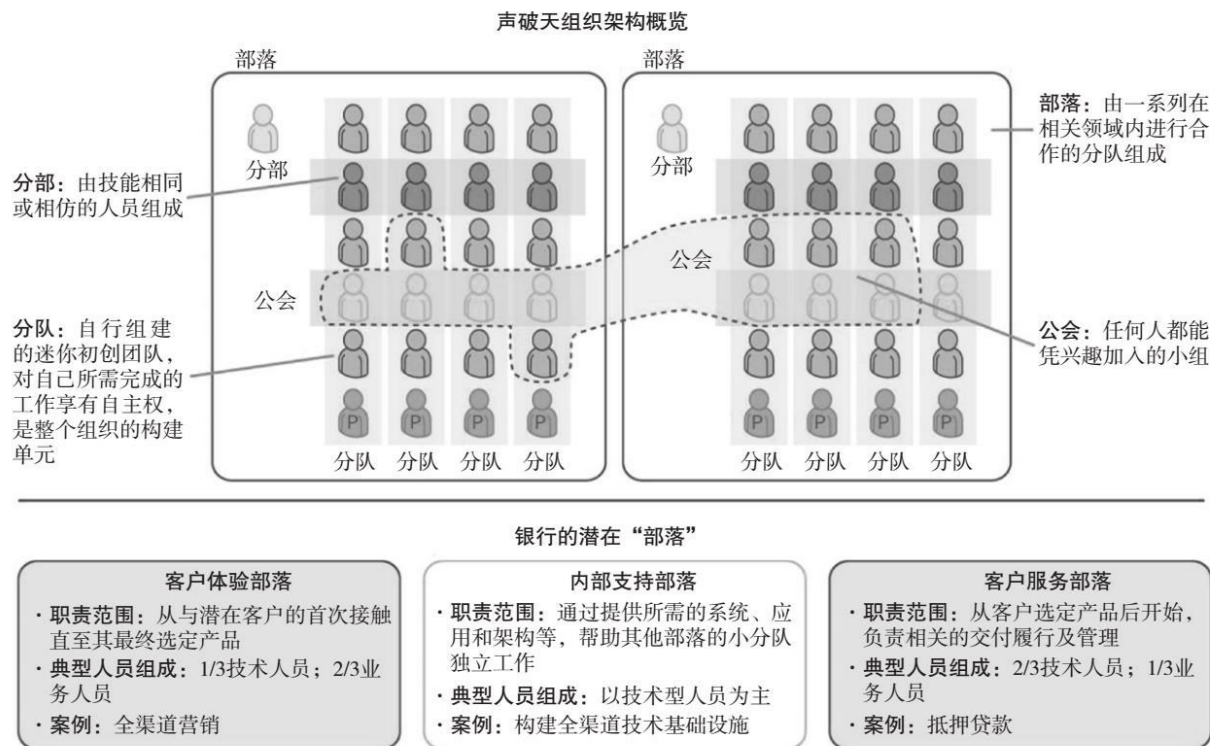 声破天组织架构概览
部落
部落
分部
分部
分部：由技能相同
或相仿的人员组成
部落：由一系列在
相关领域内进行合
作的分队组成
公会
公会
分队：自行组建
的迷你初创团队，
对自己所需完成的
工作享有自主权，
是整个组织的构建
单元
公会：任何人都能
凭兴趣加入的小组
P P P P
P P P P
分队 分队 分队 分队
分队 分队 分队 分队
银行的潜在“部落”
客户体验部落
·职责范围：从与潜在客户的首次接触
直至其最终选定产品
·典型人员组成：1/3技术人员；2/3业
务人员
·案例：全渠道营销
内部支持部落
·职责范围：通过提供所需的系统、应
用和架构等，帮助其他部落的小分队
独立工作
·典型人员组成：以技术型人员为主
·案例：构建全渠道技术基础设施
客户服务部落
·职责范围：从客户选定产品后开始，
负责相关的交付履行及管理
·典型人员组成：2/3技术人员；1/3业
务人员
·案例：抵押贷款